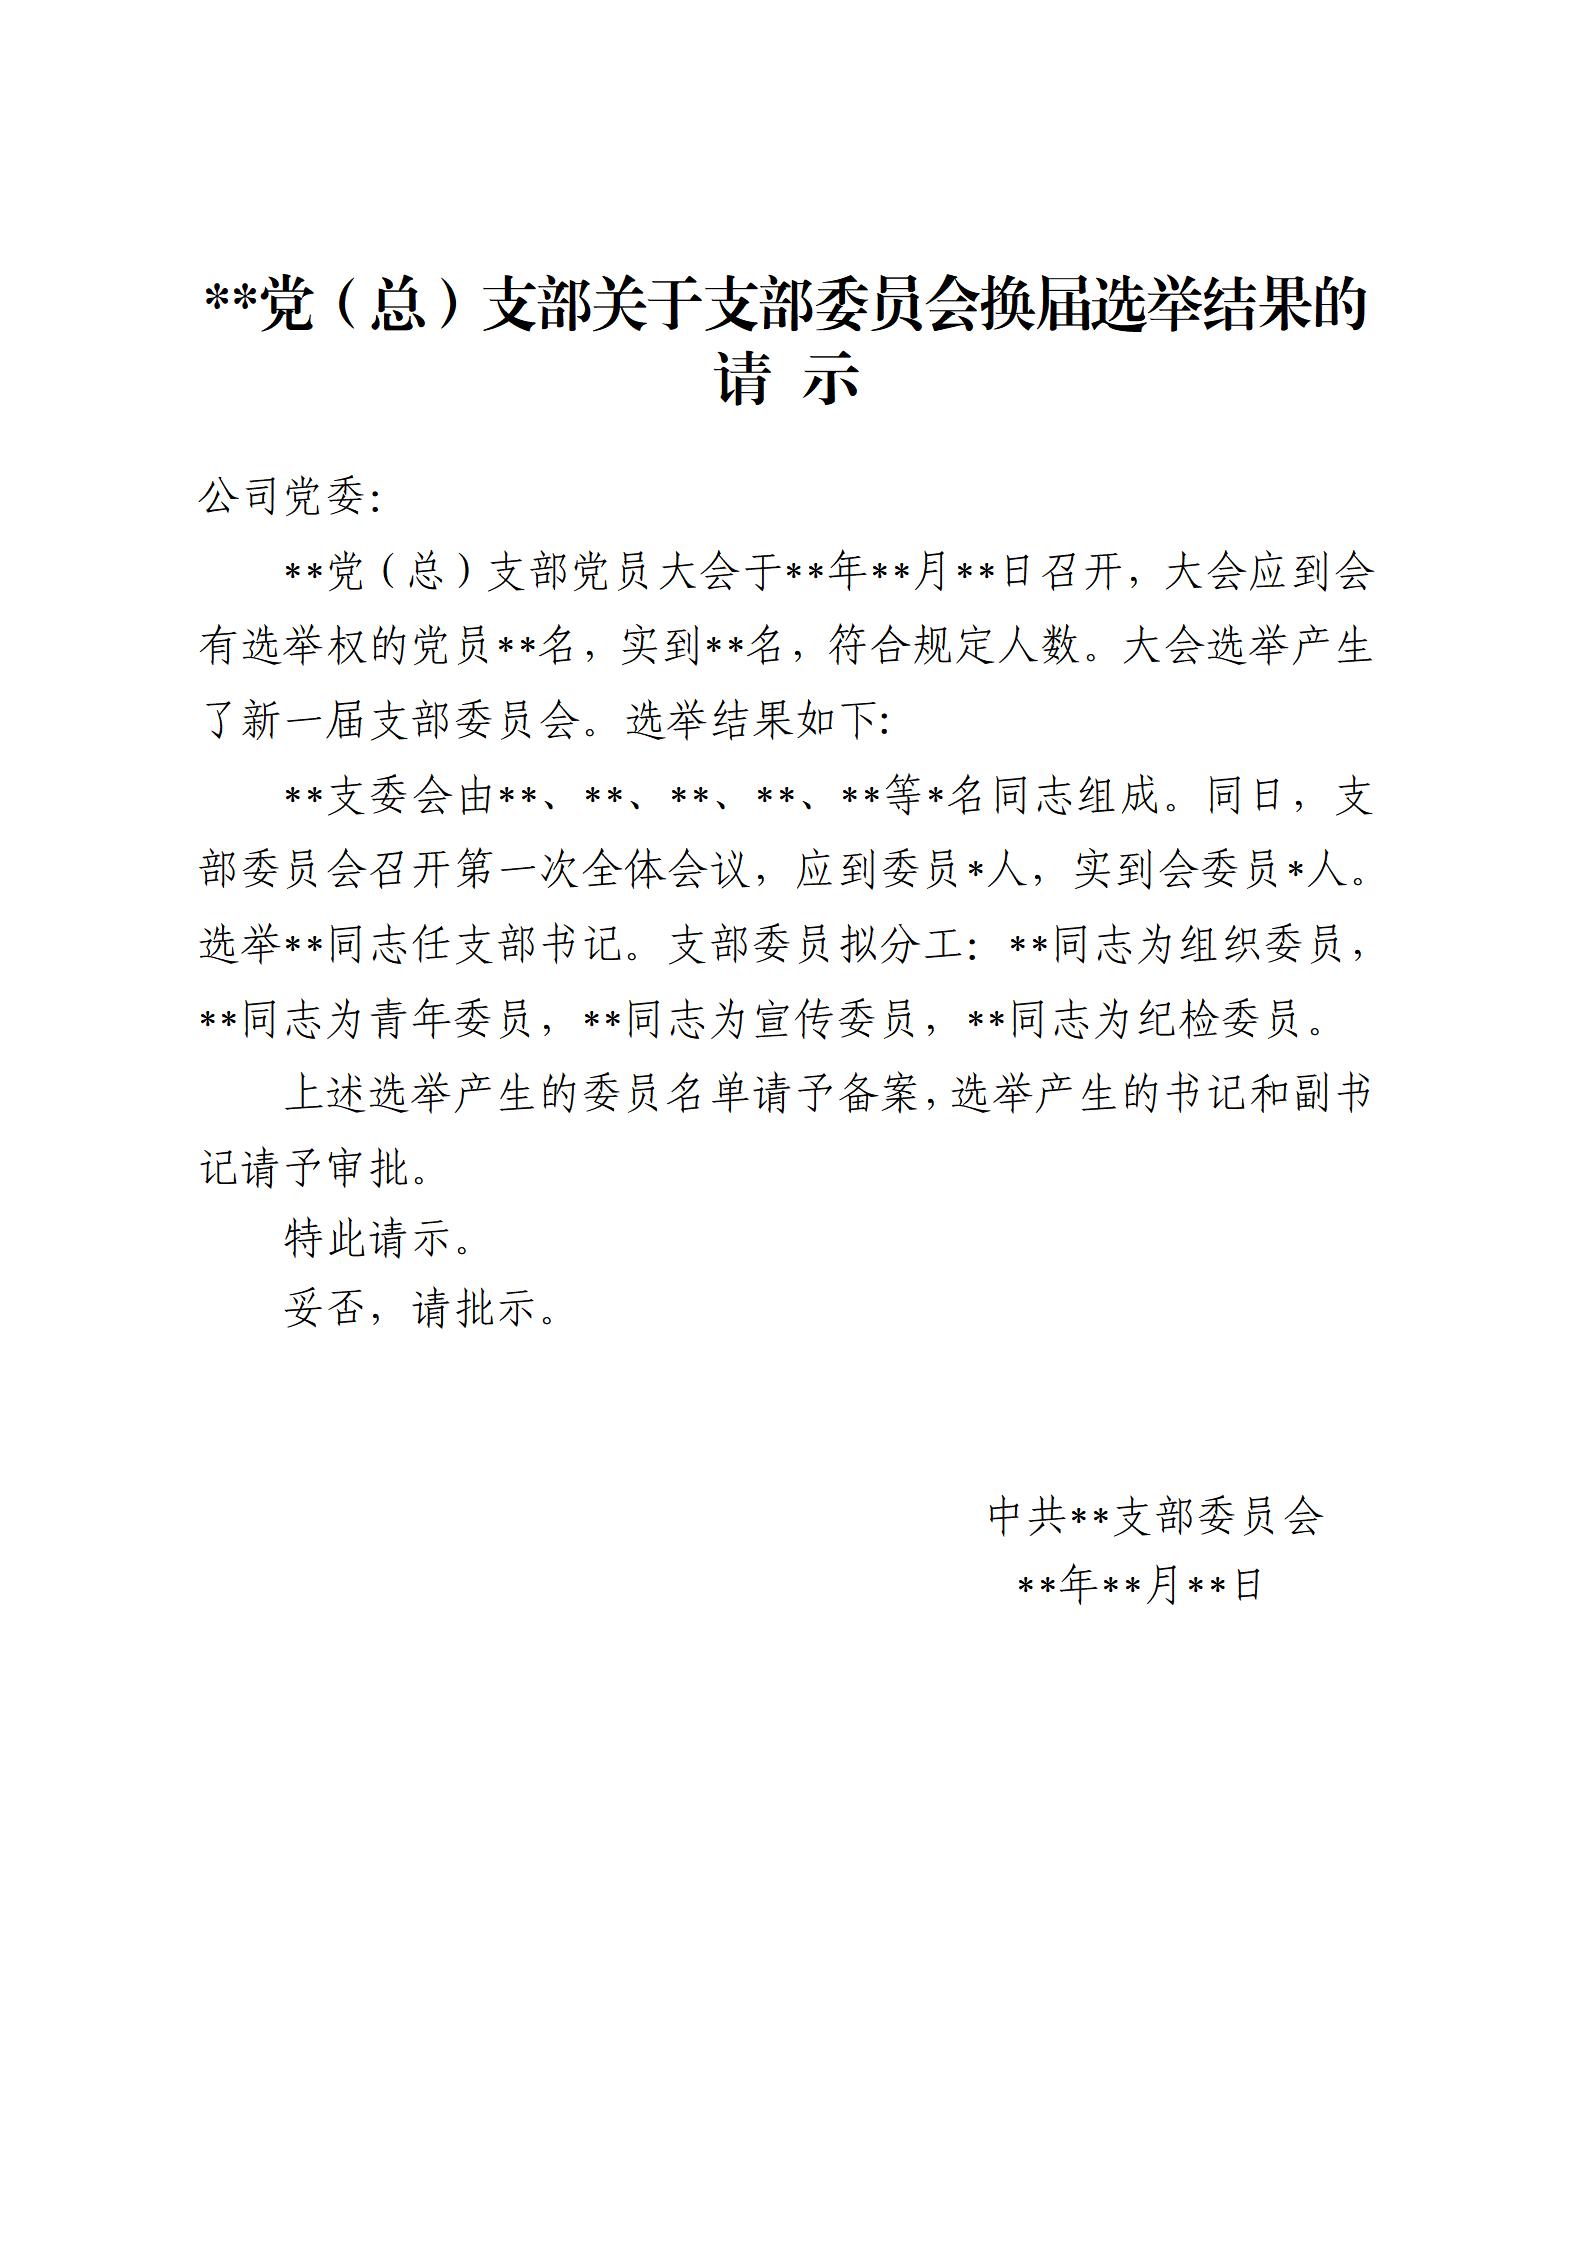 **党（总）支部关于支部委员会换届选举结果的
请 示
公司党委：
**党（总）支部党员大会于**年**月**日召开，大会应到会
有选举权的党员**名，实到**名，符合规定人数。大会选举产生
了新一届支部委员会。选举结果如下：
**支委会由**、**、**、**、**等*名同志组成。同日，支
部委员会召开第一次全体会议，应到委员*人，实到会委员*人。
选举**同志任支部书记。支部委员拟分工：**同志为组织委员，
**同志为青年委员，**同志为宣传委员，**同志为纪检委员。
上述选举产生的委员名单请予备案，选举产生的书记和副书
记请予审批。
特此请示。
妥否，请批示。
中共**支部委员会
**年**月**日